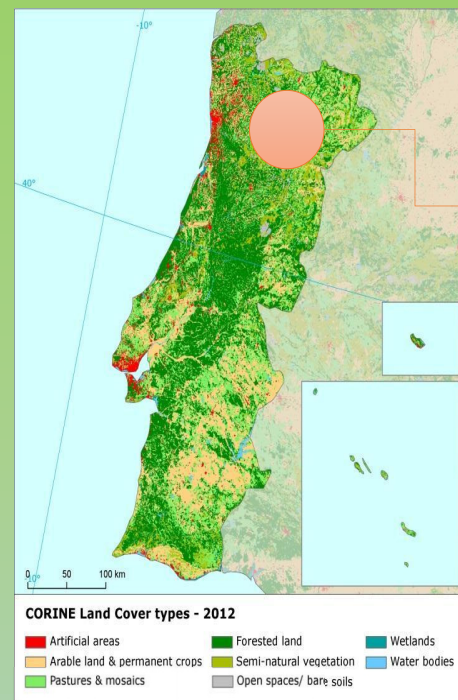 -10°
40°
0 50 100 km
CORINE Land Cover types - 2012
Artificial areas Forested land Wetlands
Arable land & permanent crops Semi-natural vegetation Water bodies
Pastures & mosaics Open spaces/ bare soils